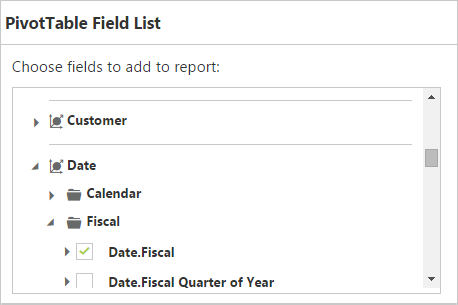 PivotTable Field List
Choose fields to add to report:
Customer
Date
Calendar
Fiscal
Date.Fiscal
Date.Fiscal Quarter of Year